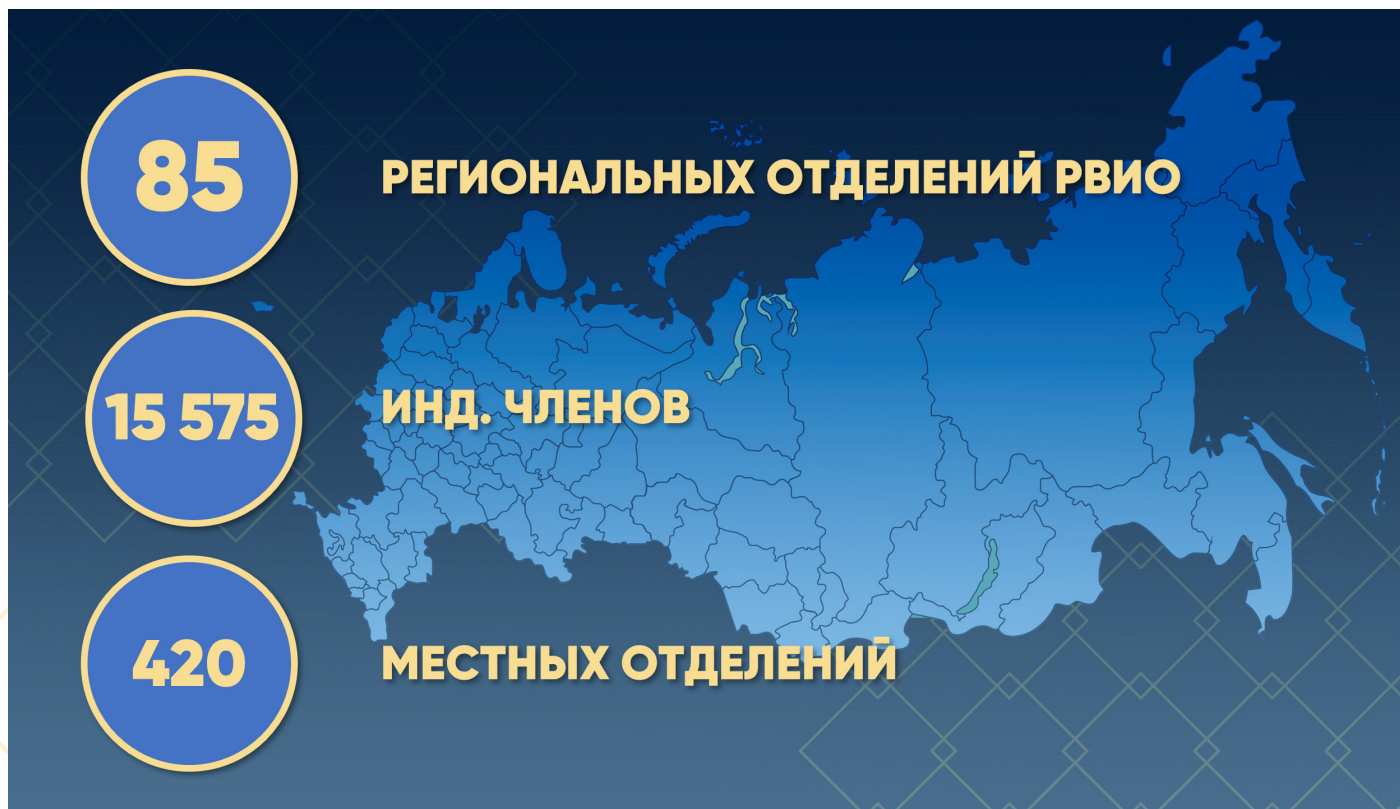 85
РЕГИОНАЛЬНЫХ ОТДЕЛЕНИЙ РВИО
15 575
ИНД. ЧЛЕНОВ
420
МЕСТНЫХ ОТДЕЛЕНИЙ